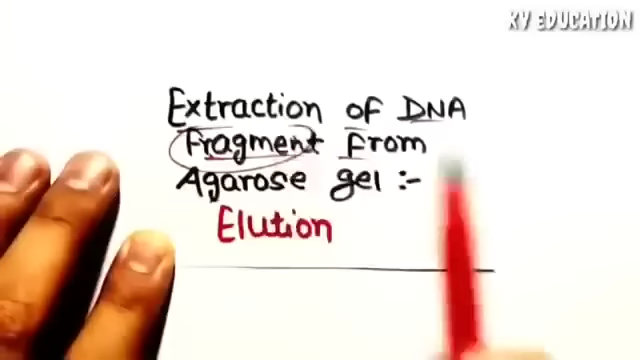 KV EDUCATION
Extraction of DNA
Fragment From
Agarose gel :-
Elution